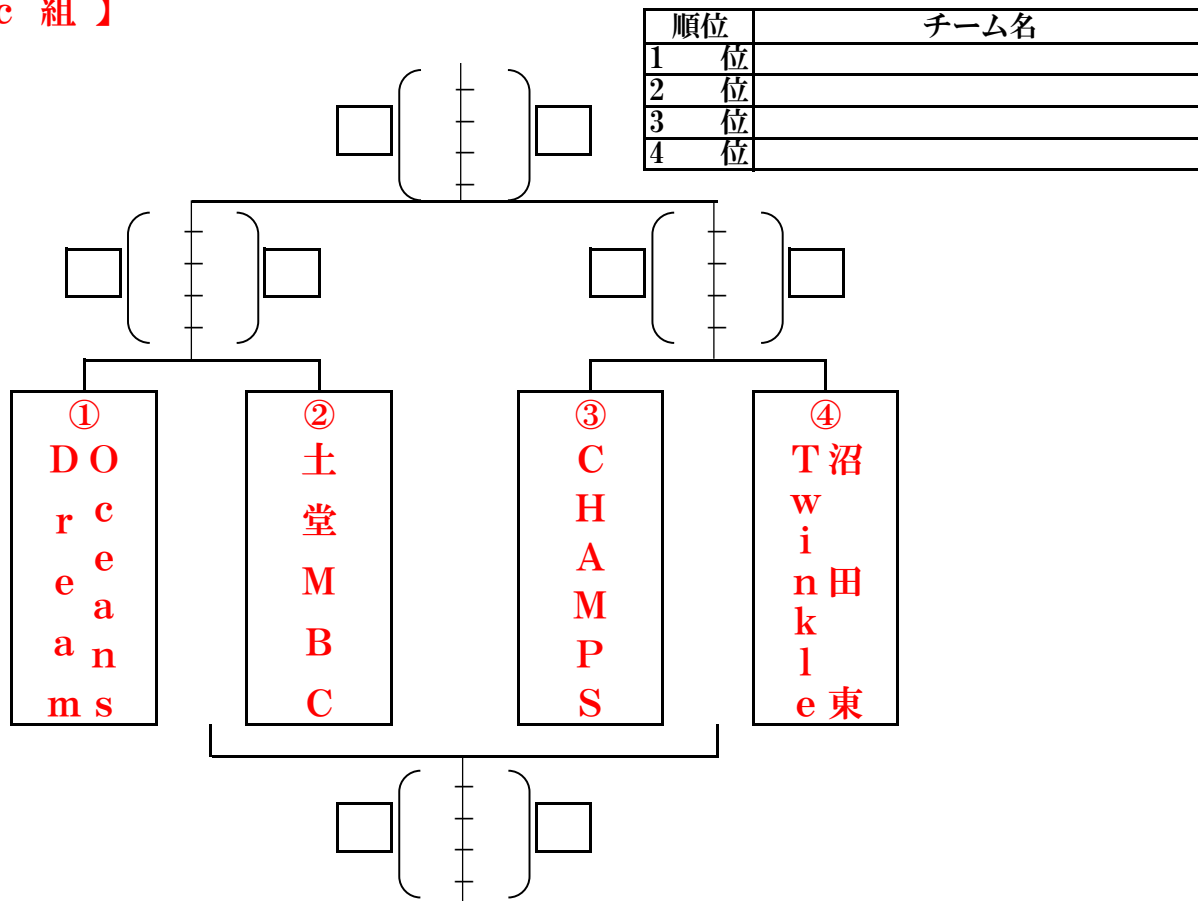 c 組 】
順位 チーム名
1 位
2 位
3 位
4 位
①
Oceans
Dream
②
土堂MBC
③
CHAMPS
④
沼田東
Twinkle